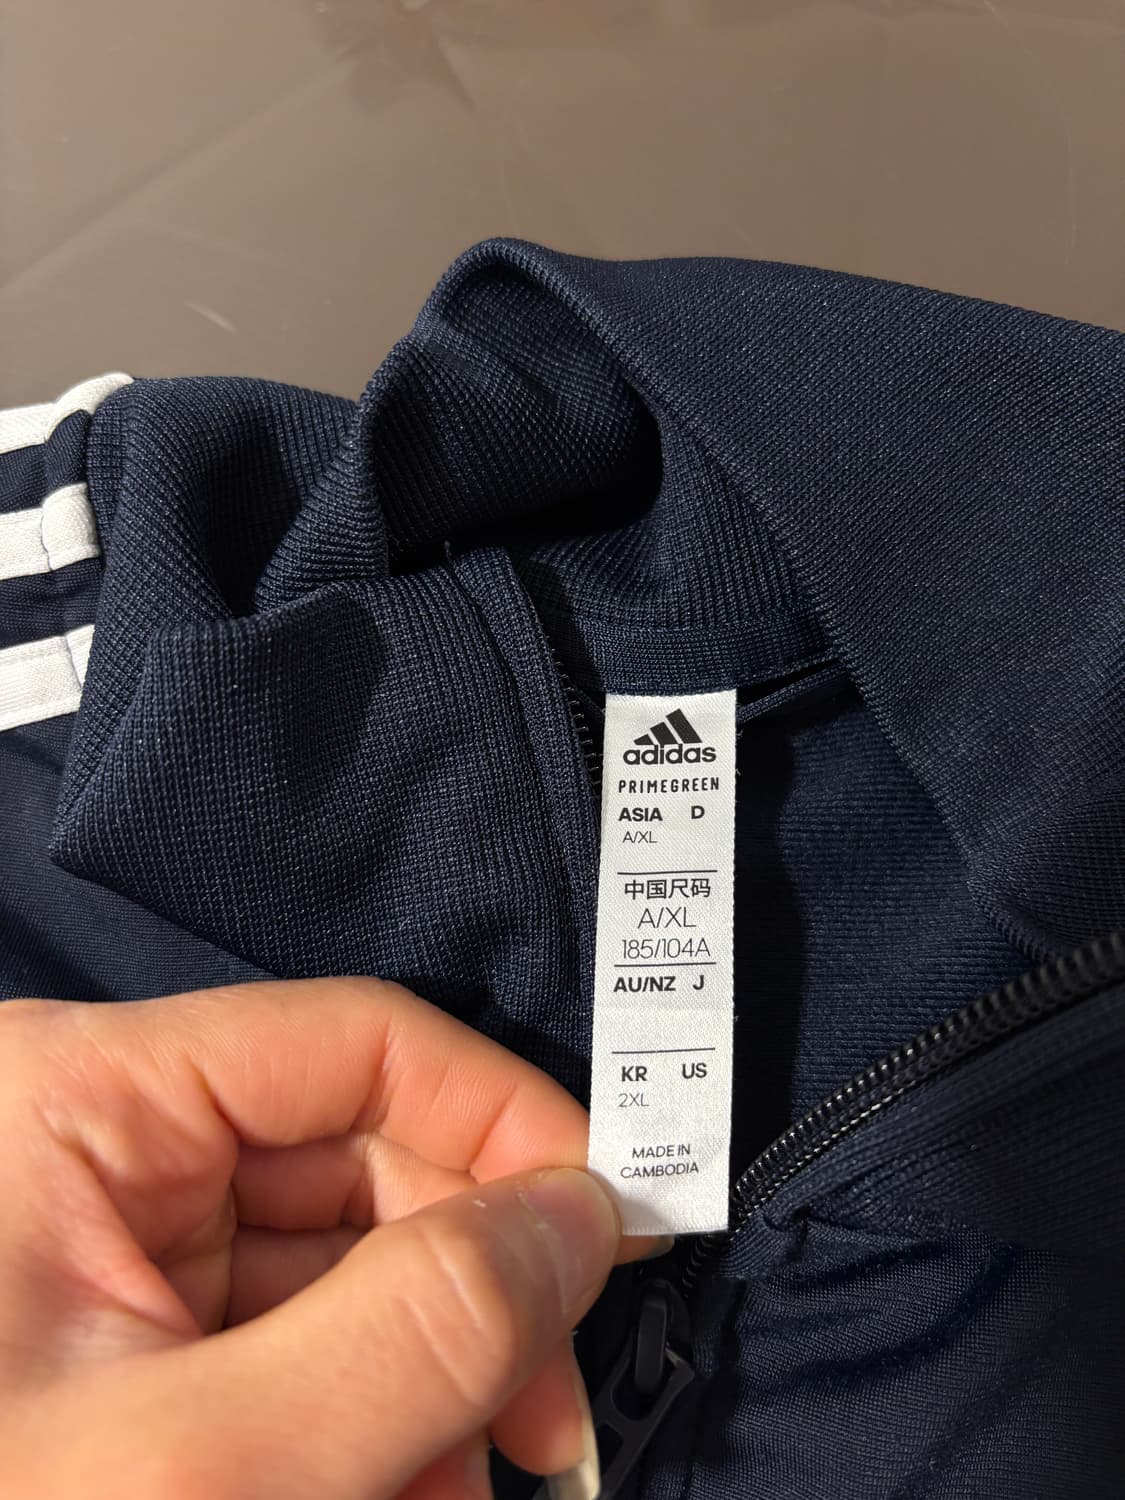 adidas
PRIMEGREEN
ASIA D
A/XL
中国尺码
A/XL
185/104A
AU/NZ J
KR US
2XL
MADE IN
CAMBODIA